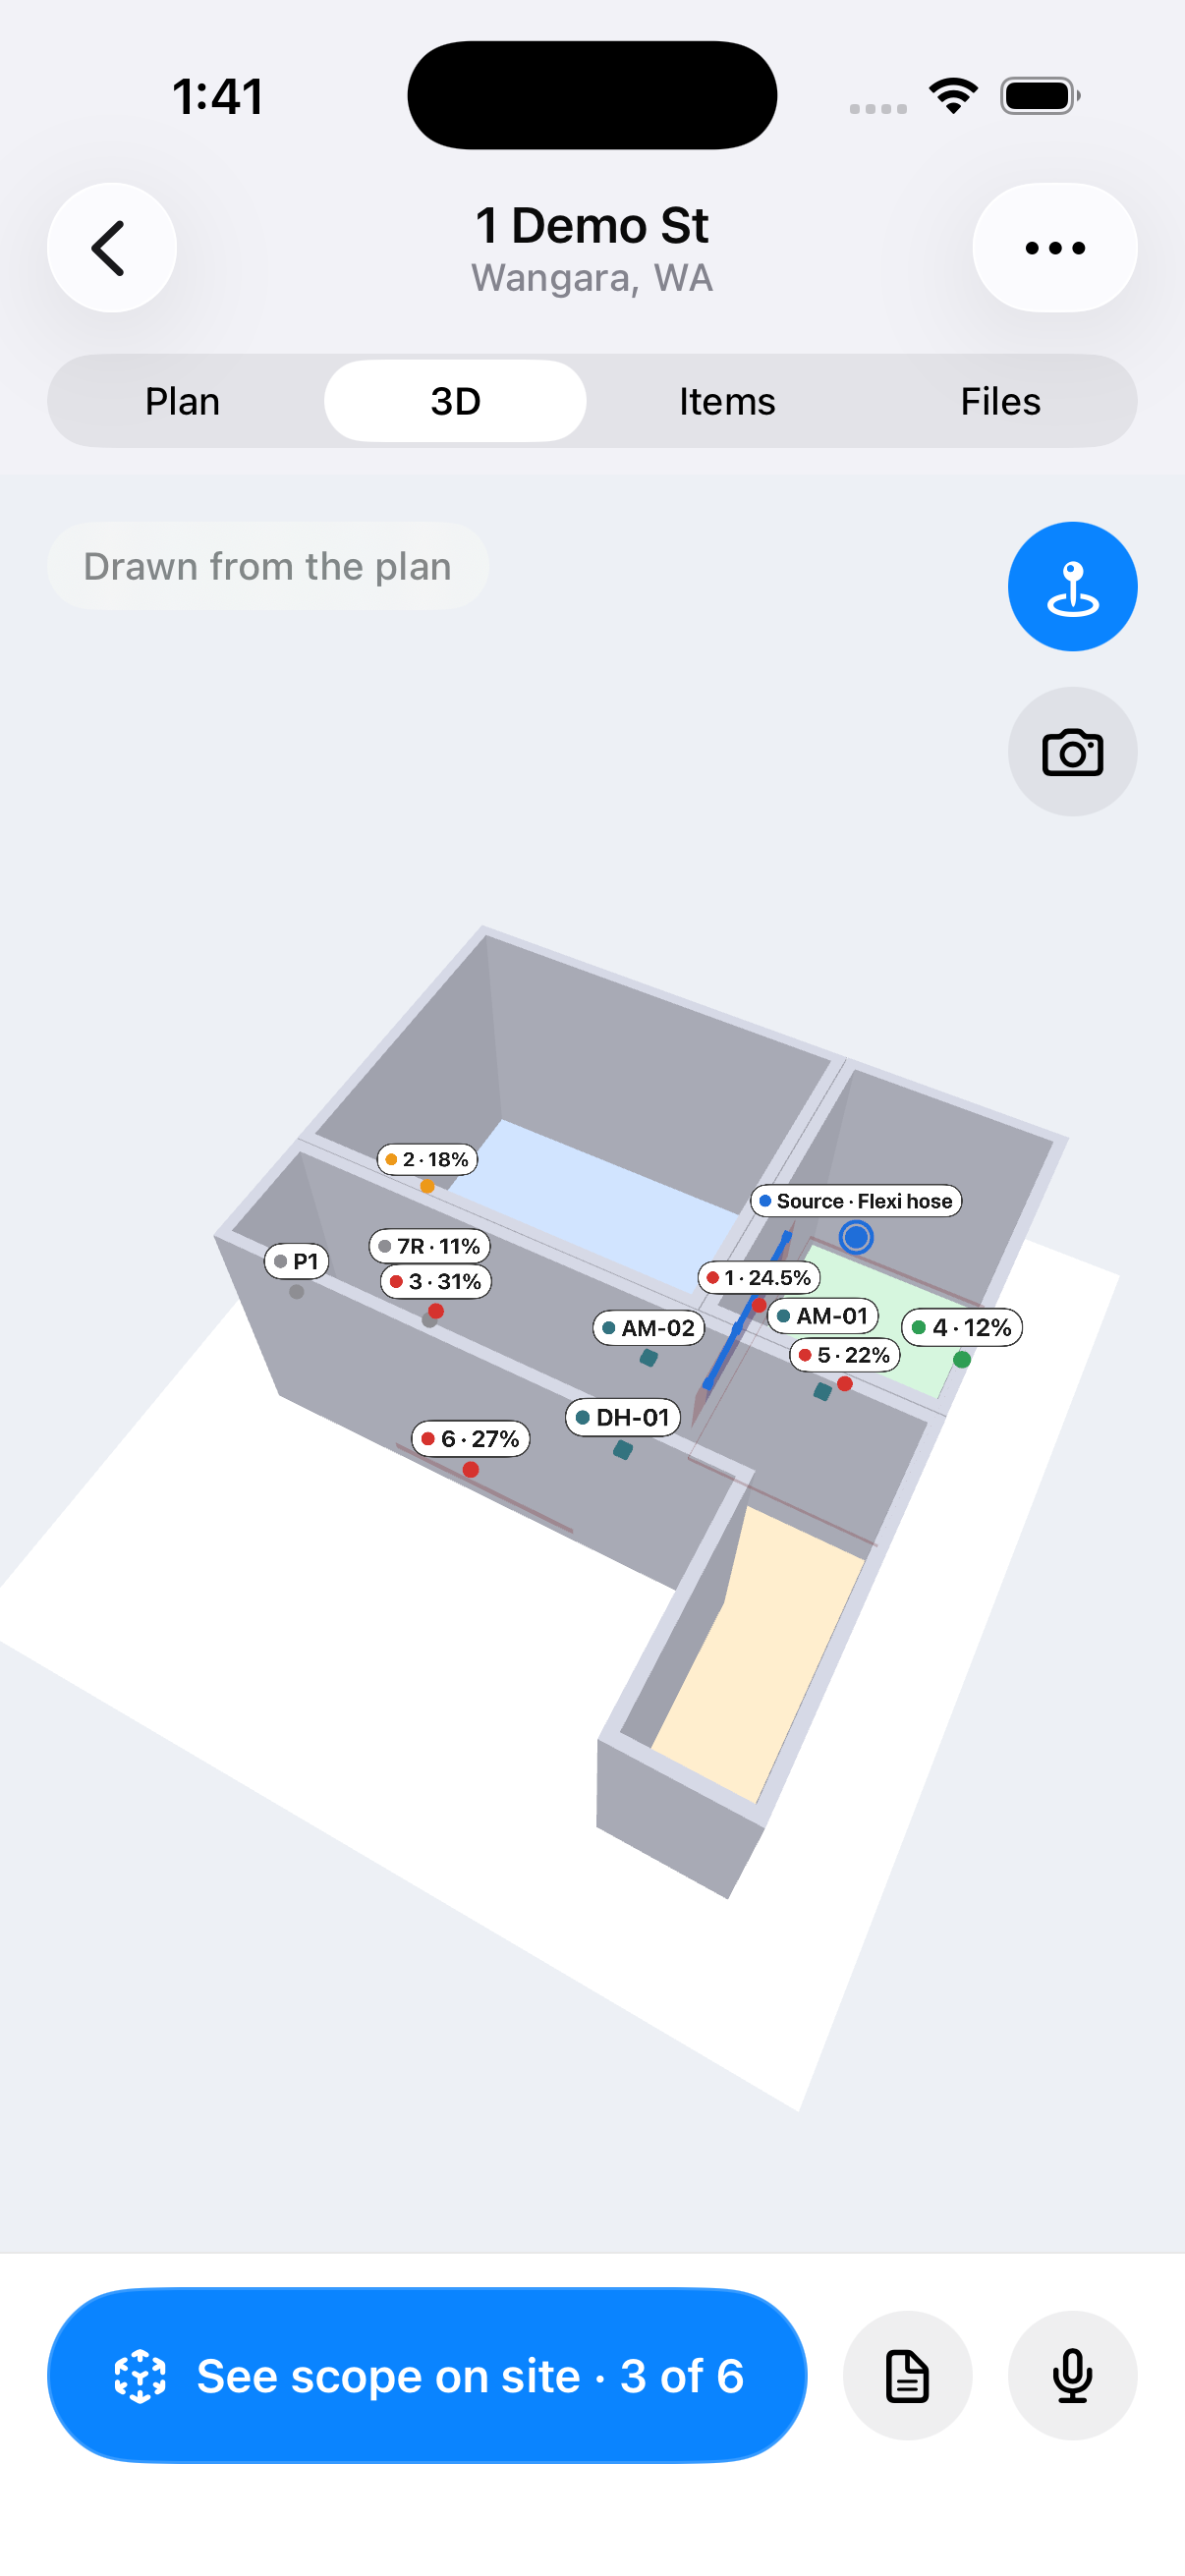 1:41
1 Demo St
Wangara, WA
Plan
3D
Items
Files
Drawn from the plan
2 · 18%
Source · Flexi hose
7R · 11%
P1
3 · 31%
1 · 24.5%
AM-01
AM-02
4 · 12%
5 · 22%
DH-01
6 · 27%
See scope on site · 3 of 6